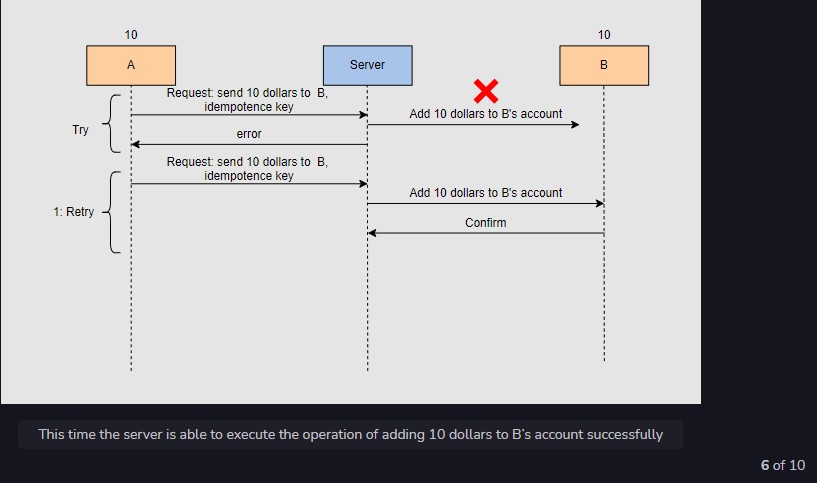 10
10
A
Server
B
Request: send 10 dollars to B,
idempotence key
Add 10 dollars to B's account
Try
error
Request: send 10 dollars to B,
idempotence key
Add 10 dollars to B's account
1: Retry
Confirm
This time the server is able to execute the operation of adding 10 dollars to B’s account successfully
6 of 10